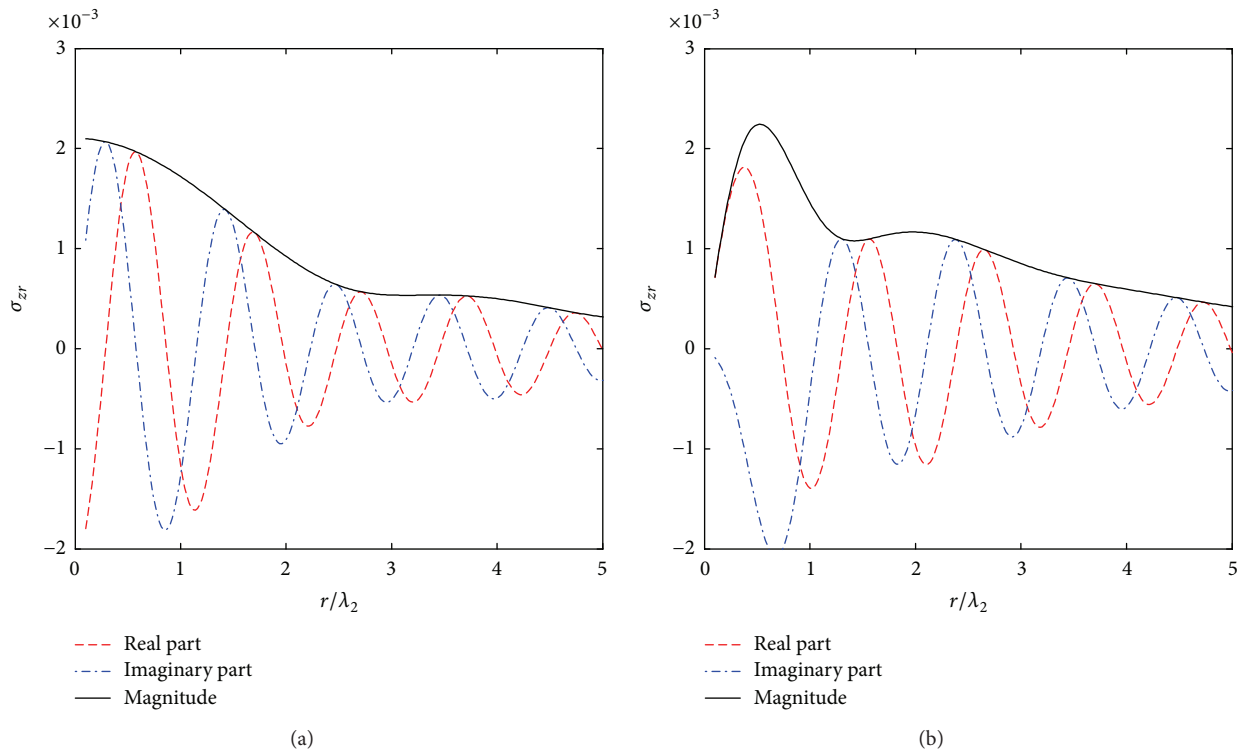 ×10⁻³
3
2
1
0
−1
−2
σzr
0 1 2 3 4 5
r/λ₂
Real part
Imaginary part
Magnitude
(a)
×10⁻³
3
2
1
0
−1
−2
σzr
0 1 2 3 4 5
r/λ₂
Real part
Imaginary part
Magnitude
(b)